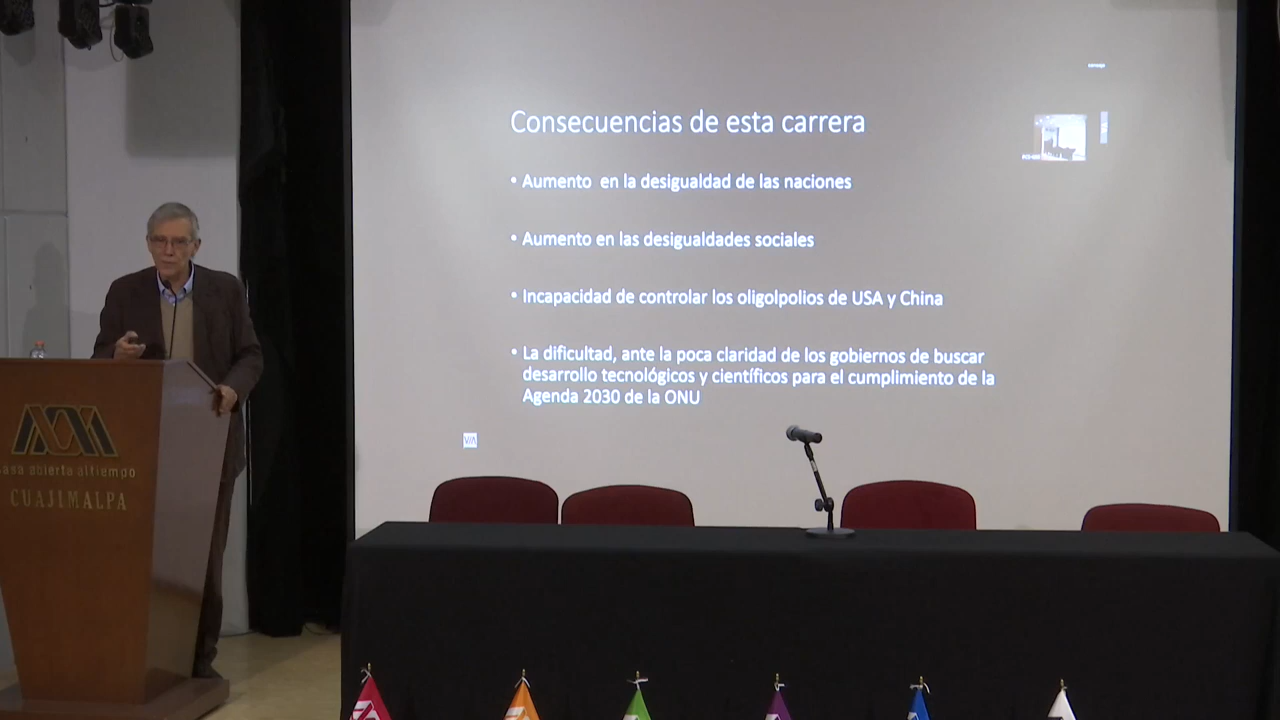 Consecuencias de esta carrera
• Aumento en la desigualdad de las naciones
• Aumento en las desigualdades sociales
• Incapacidad de controlar los oligolpolios de USA y China
• La dificultad, ante la poca claridad de los gobiernos de buscar
desarrollo tecnológicos y científicos para el cumplimiento de la
Agenda 2030 de la ONU
casa abierta al tiempo
CUAJIMALPA